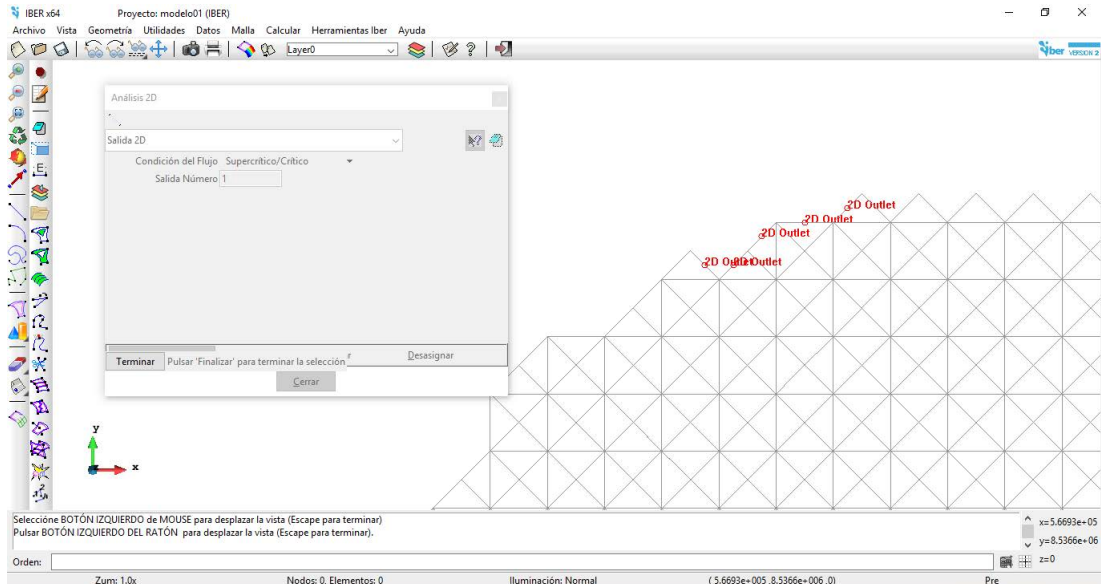 IBER x64 Proyecto: modelo01 (IBER)
Archivo Vista Geometría Utilidades Datos Malla Calcular Herramientas Iber Ayuda
Layer0
iber VERSION 2
Análisis 2D
Salida 2D
Condición del Flujo Supercrítico/Crítico
Salida Número 1
2D Outlet
2D Outlet
2D Outlet
2D Outlet
Terminar Pulsar 'Finalizar' para terminar la selección Desasignar
Cerrar
y
x
Seleccióne BOTÓN IZQUIERDO de MOUSE para desplazar la vista (Escape para terminar)
Pulsar BOTÓN IZQUIERDO DEL RATÓN para desplazar la vista (Escape para terminar).
x=5.6693e+05
y=8.5366e+06
z=0
Orden:
Zum: 1.0x Nodos: 0, Elementos: 0 Iluminación: Normal ( 5.6693e+005 ,8.5366e+006 ,0) Pre